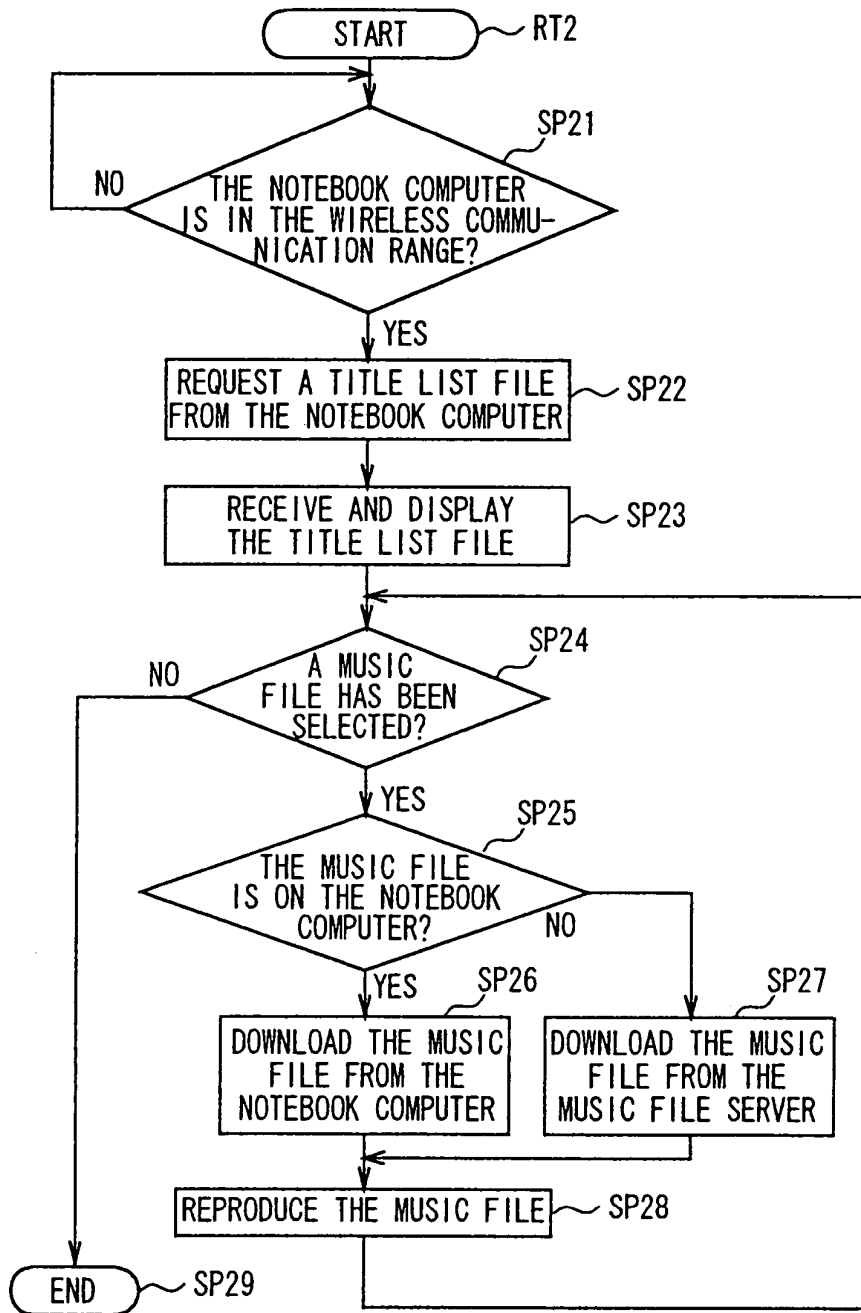 START
RT2
SP21
NO
THE NOTEBOOK COMPUTER
IS IN THE WIRELESS COMMU-
NICATION RANGE?
YES
REQUEST A TITLE LIST FILE
FROM THE NOTEBOOK COMPUTER
SP22
RECEIVE AND DISPLAY
THE TITLE LIST FILE
SP23
SP24
NO
A MUSIC
FILE HAS BEEN
SELECTED?
YES
SP25
THE MUSIC FILE
IS ON THE NOTEBOOK
COMPUTER?
NO
YES
SP26
SP27
DOWNLOAD THE MUSIC
FILE FROM THE
NOTEBOOK COMPUTER
DOWNLOAD THE MUSIC
FILE FROM THE
MUSIC FILE SERVER
REPRODUCE THE MUSIC FILE
SP28
END
SP29